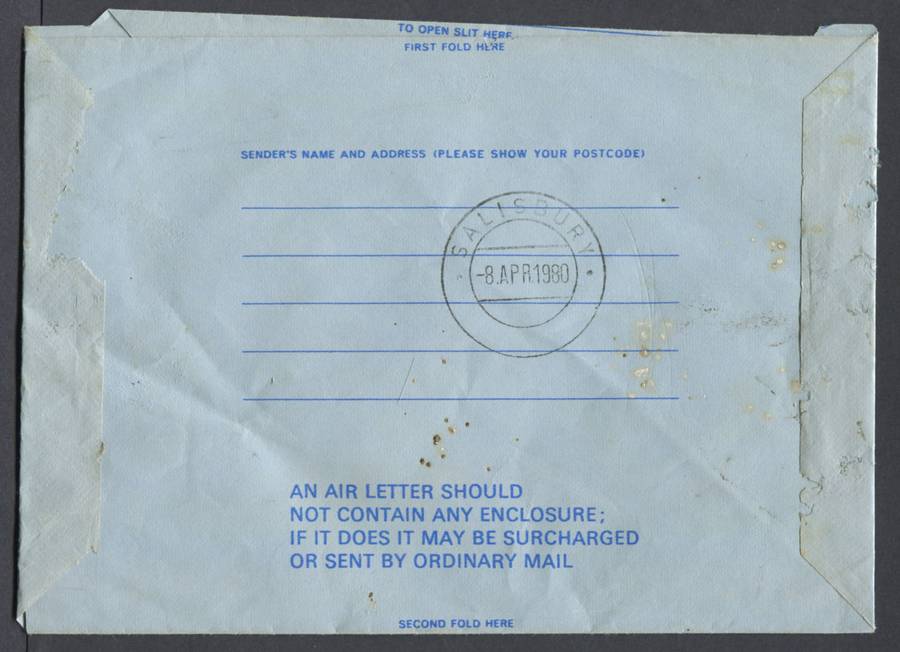 TO OPEN SLIT HERE
FIRST FOLD HERE
SENDER'S NAME AND ADDRESS (PLEASE SHOW YOUR POSTCODE)
SALISBURY
-8.APR1980
AN AIR LETTER SHOULD
NOT CONTAIN ANY ENCLOSURE;
IF IT DOES IT MAY BE SURCHARGED
OR SENT BY ORDINARY MAIL
SECOND FOLD HERE